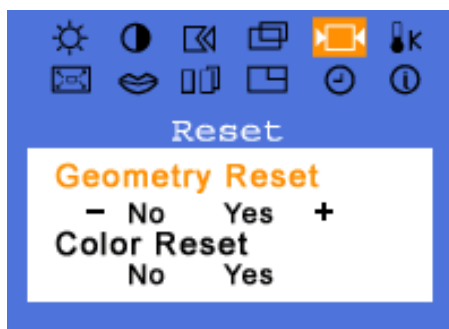 K
Reset
Geometry Reset
- No Yes +
Color Reset
No Yes